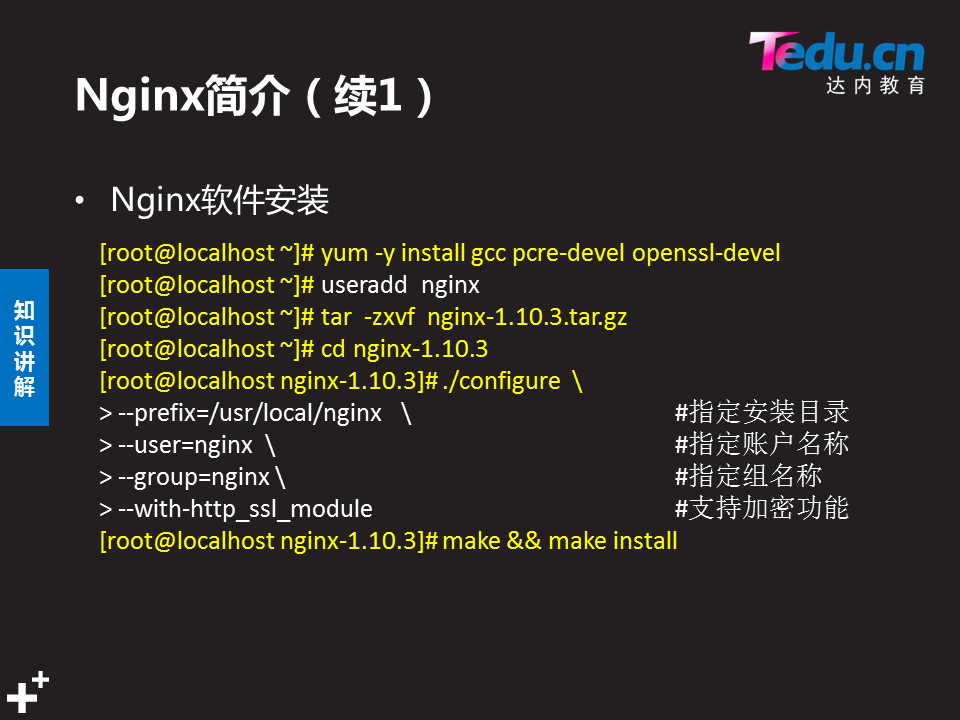 Tedu.cn
达内教育
Nginx简介（续1）
• Nginx软件安装
[root@localhost ~]# yum -y install gcc pcre-devel openssl-devel
[root@localhost ~]# useradd  nginx
[root@localhost ~]# tar  -zxvf  nginx-1.10.3.tar.gz
[root@localhost ~]# cd nginx-1.10.3
[root@localhost nginx-1.10.3]# ./configure  \
> --prefix=/usr/local/nginx   \ #指定安装目录
> --user=nginx  \ #指定账户名称
> --group=nginx \ #指定组名称
> --with-http_ssl_module #支持加密功能
[root@localhost nginx-1.10.3]# make && make install
知
识
讲
解